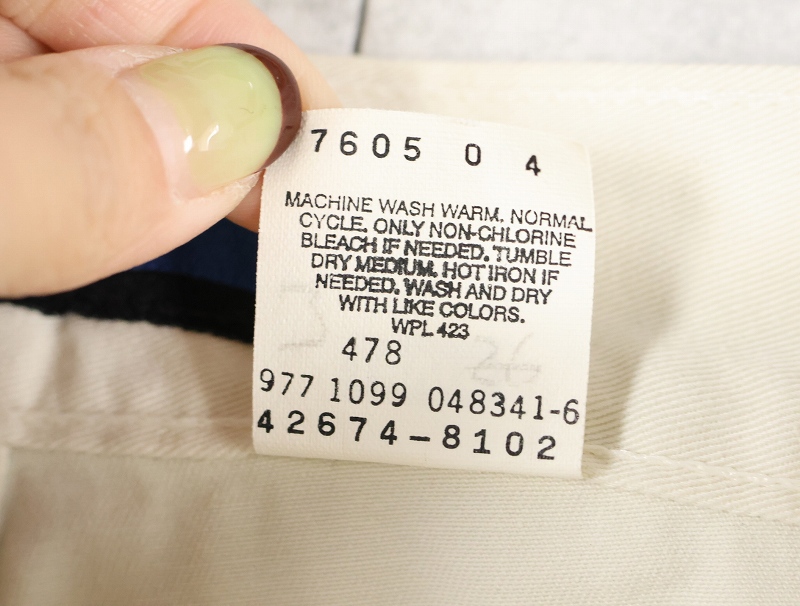 7605 0 4
MACHINE WASH WARM. NORMAL
CYCLE. ONLY NON-CHLORINE
BLEACH IF NEEDED. TUMBLE
DRY MEDIUM. HOT IRON IF
NEEDED. WASH AND DRY
WITH LIKE COLORS.
WPL 423
478
977 1099 048341-6
42674-8102